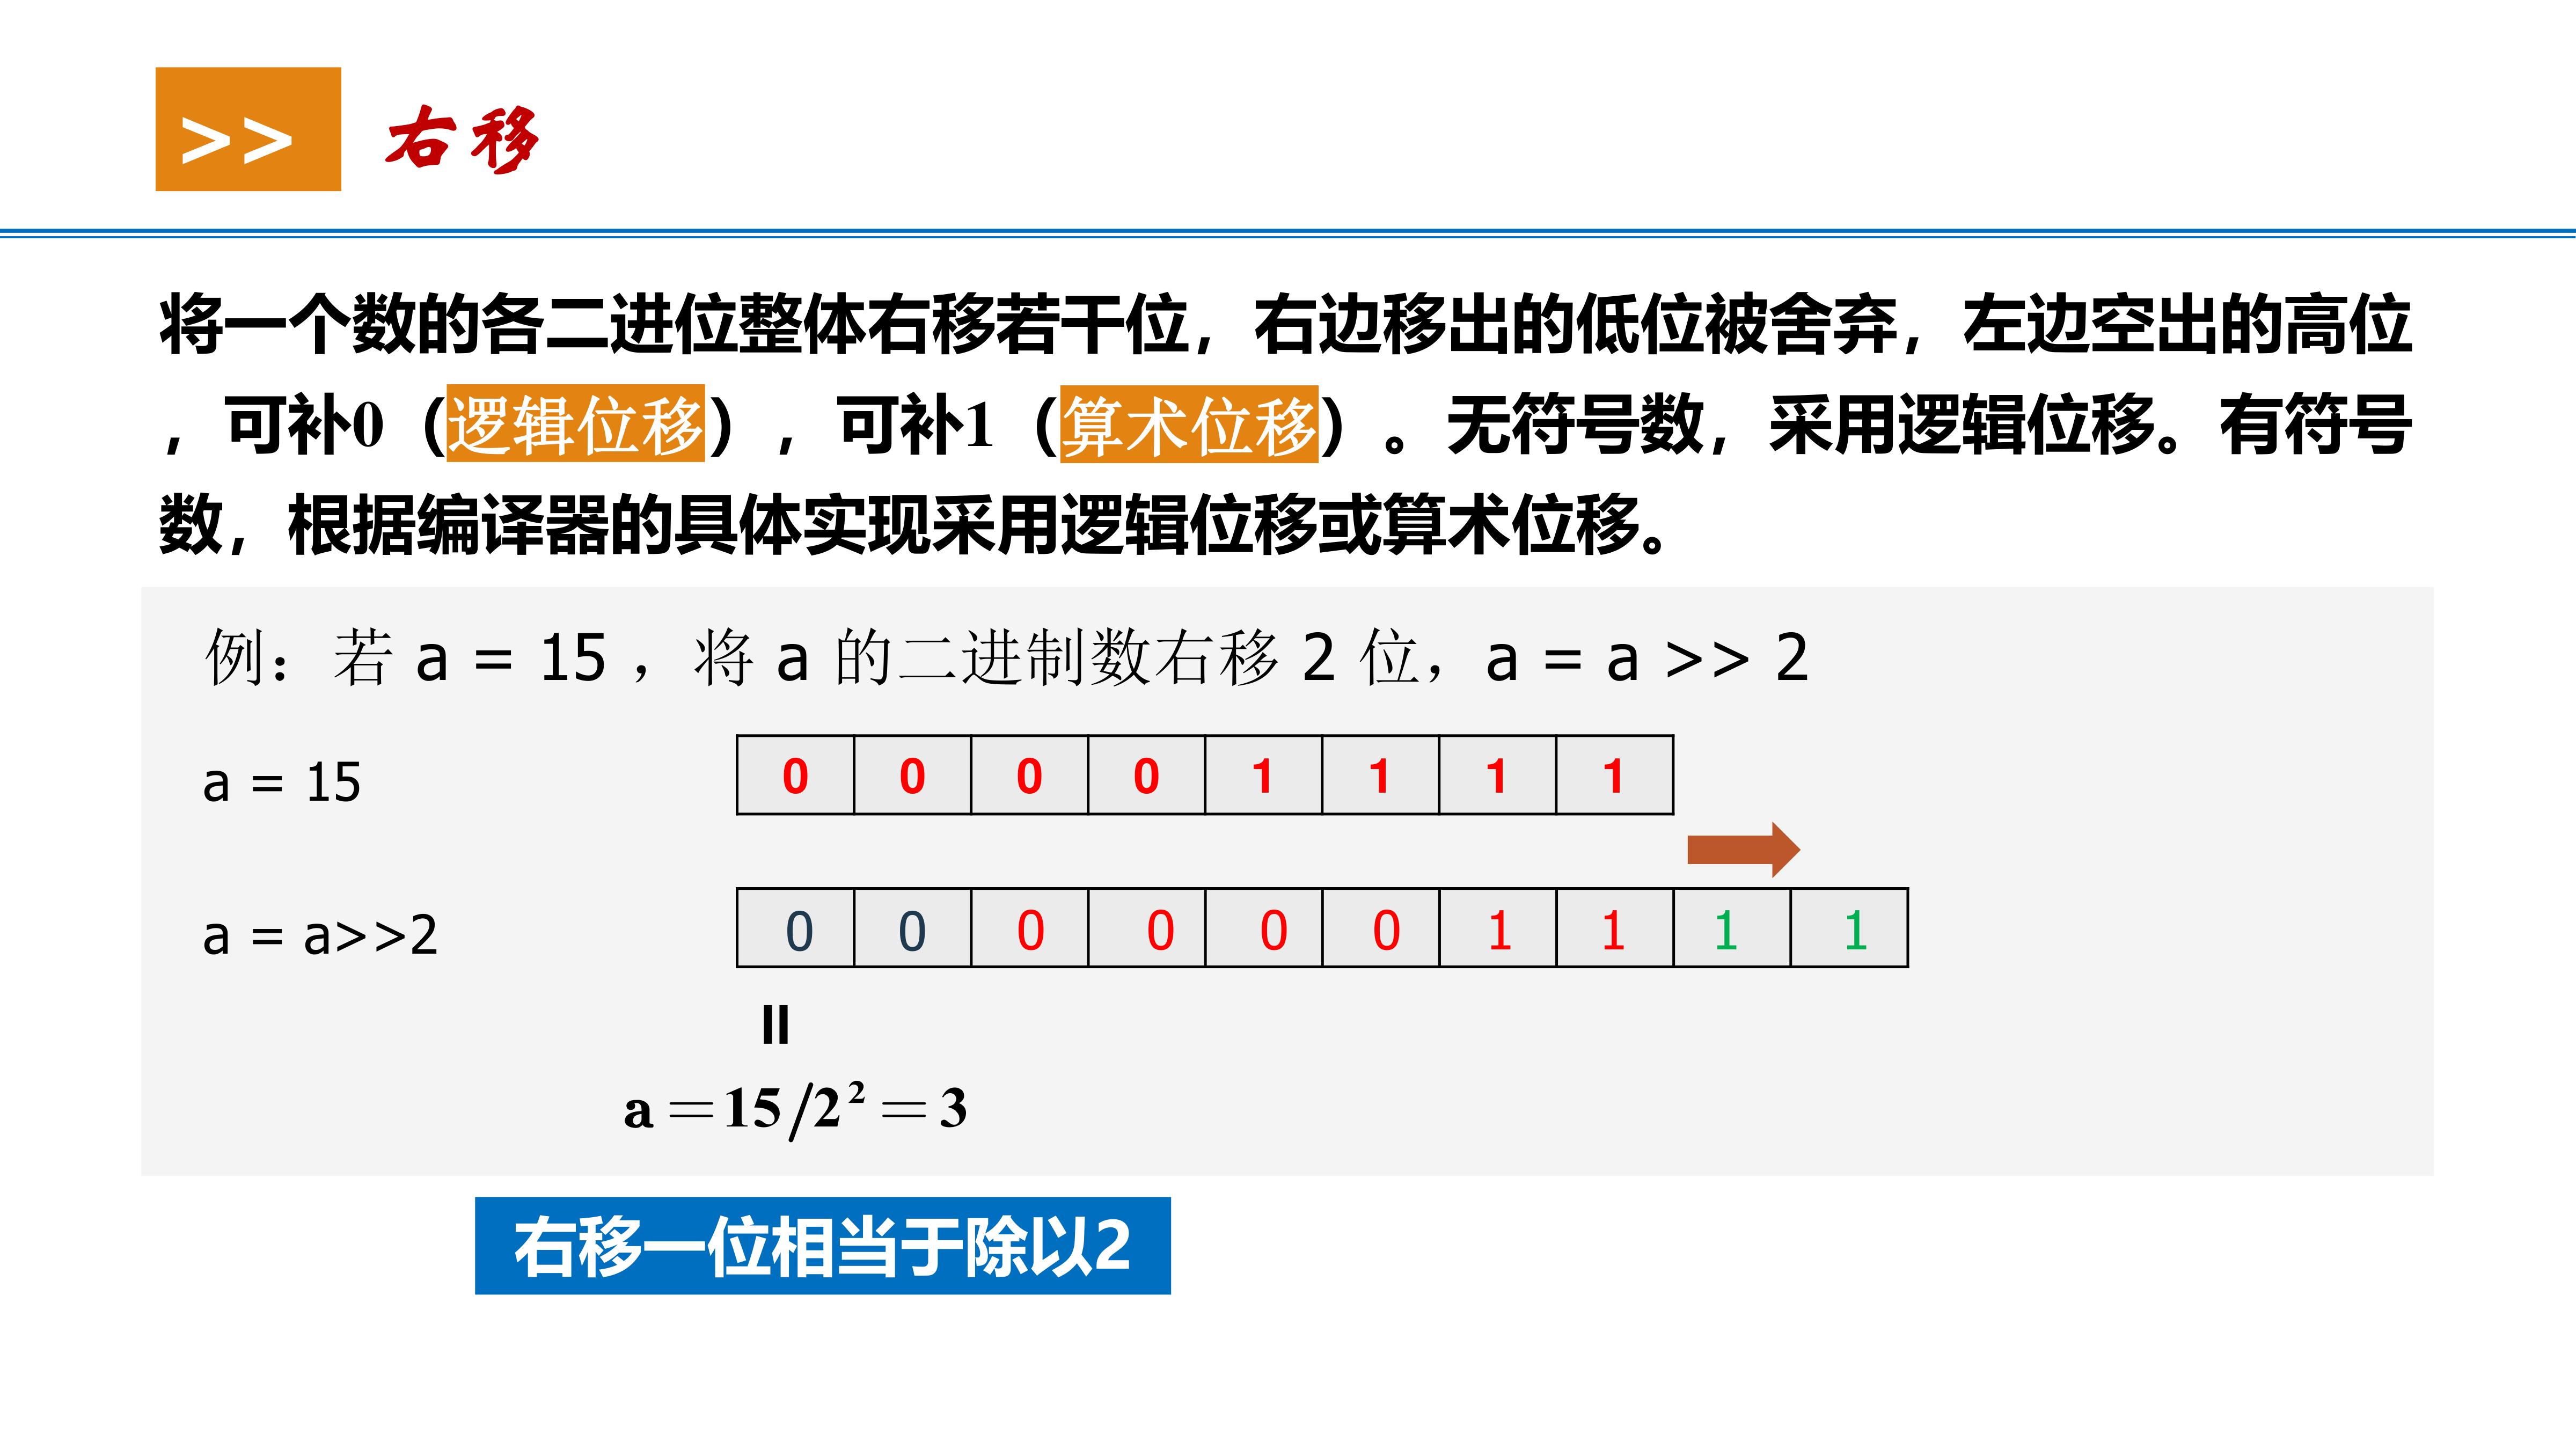 >> 右移
将一个数的各二进位整体右移若干位，右边移出的低位被舍弃，左边空出的高位
，可补0（逻辑位移），可补1（算术位移）。无符号数，采用逻辑位移。有符号
数，根据编译器的具体实现采用逻辑位移或算术位移。
例：若 a = 15 ，将 a 的二进制数右移 2 位，a = a >> 2
a = 15 0 0 0 0 1 1 1 1
a = a>>2 0 0 0 0 0 0 1 1 1 1
=
a = 15/2² = 3
右移一位相当于除以2